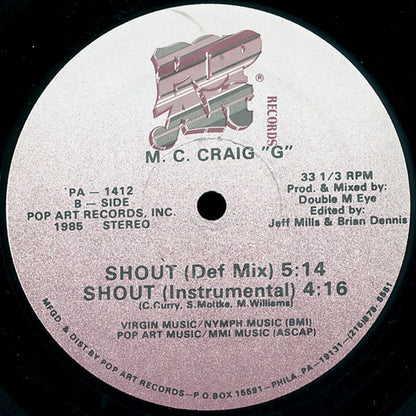 POP
ART
®
RECORDS
M. C. CRAIG "G"
PA – 1412
B – SIDE
POP ART RECORDS, INC.
1985 STEREO
33 1/3 RPM
Prod. & Mixed by:
Double M Eye
Edited by:
Jeff Mills & Brian Dennis
SHOUT (Def Mix) 5:14
SHOUT (Instrumental) 4:16
(C. Curry, S. Moltke, M. Williams)
VIRGIN MUSIC/NYMPH MUSIC (BMI)
POP ART MUSIC/MMI MUSIC (ASCAP)
MFGD. & DIST BY POP ART RECORDS–P.O. BOX 15591–PHILA., PA–19131–(215)878-6561